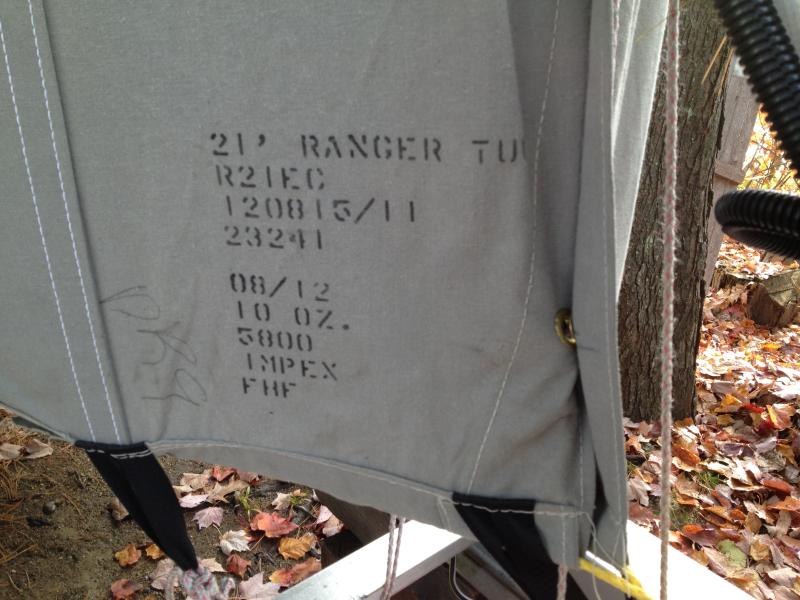 21' RANGER TU
R21EC
120815/11
23241
08/12
10 OZ.
5800
IMPEX
FHF